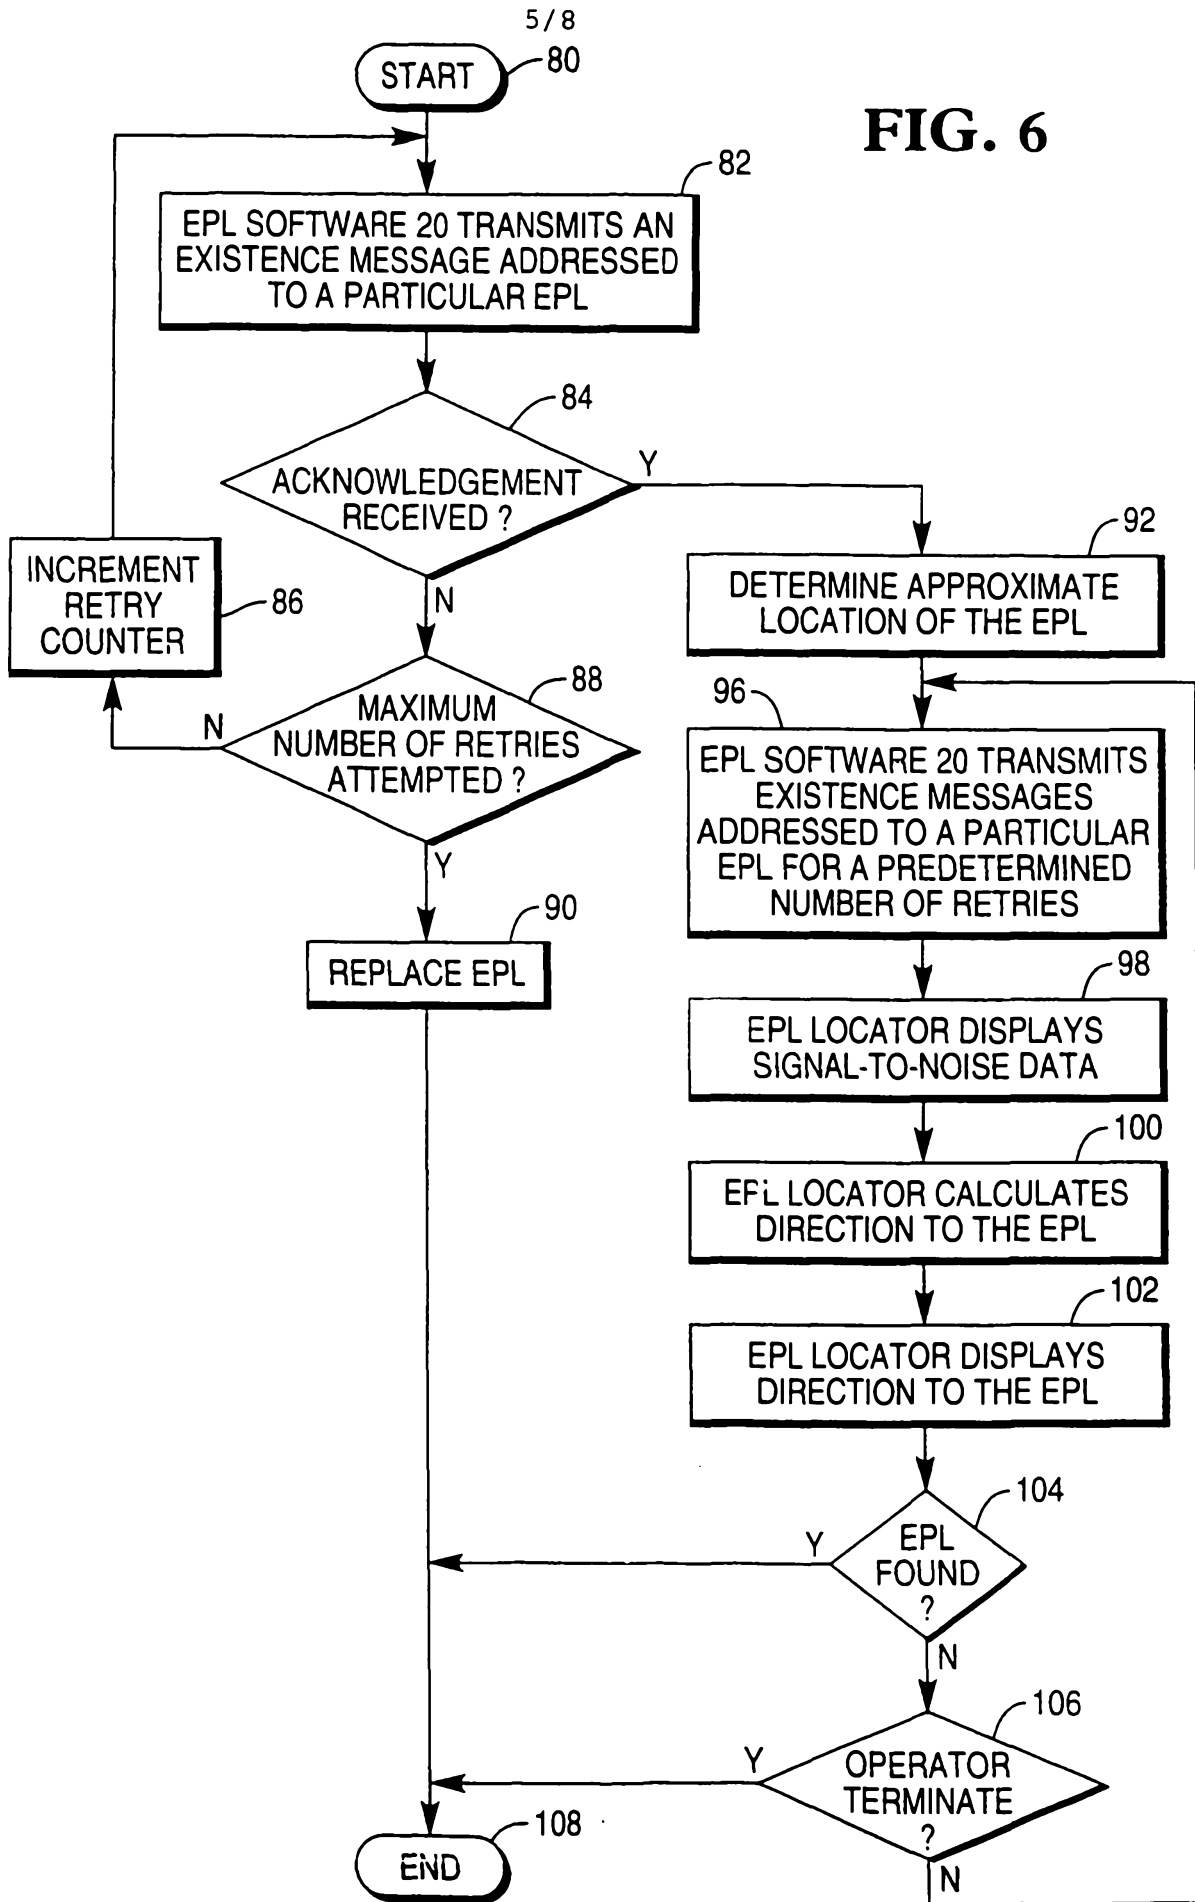 5/8
START
80
FIG. 6
82
EPL SOFTWARE 20 TRANSMITS AN
EXISTENCE MESSAGE ADDRESSED
TO A PARTICULAR EPL
84
ACKNOWLEDGEMENT
RECEIVED ?
Y
N
INCREMENT
RETRY
COUNTER
86
88
MAXIMUM
NUMBER OF RETRIES
ATTEMPTED ?
N
Y
90
REPLACE EPL
92
DETERMINE APPROXIMATE
LOCATION OF THE EPL
96
EPL SOFTWARE 20 TRANSMITS
EXISTENCE MESSAGES
ADDRESSED TO A PARTICULAR
EPL FOR A PREDETERMINED
NUMBER OF RETRIES
98
EPL LOCATOR DISPLAYS
SIGNAL-TO-NOISE DATA
100
EPL LOCATOR CALCULATES
DIRECTION TO THE EPL
102
EPL LOCATOR DISPLAYS
DIRECTION TO THE EPL
104
EPL
FOUND
?
Y
N
106
OPERATOR
TERMINATE
?
Y
N
108
END